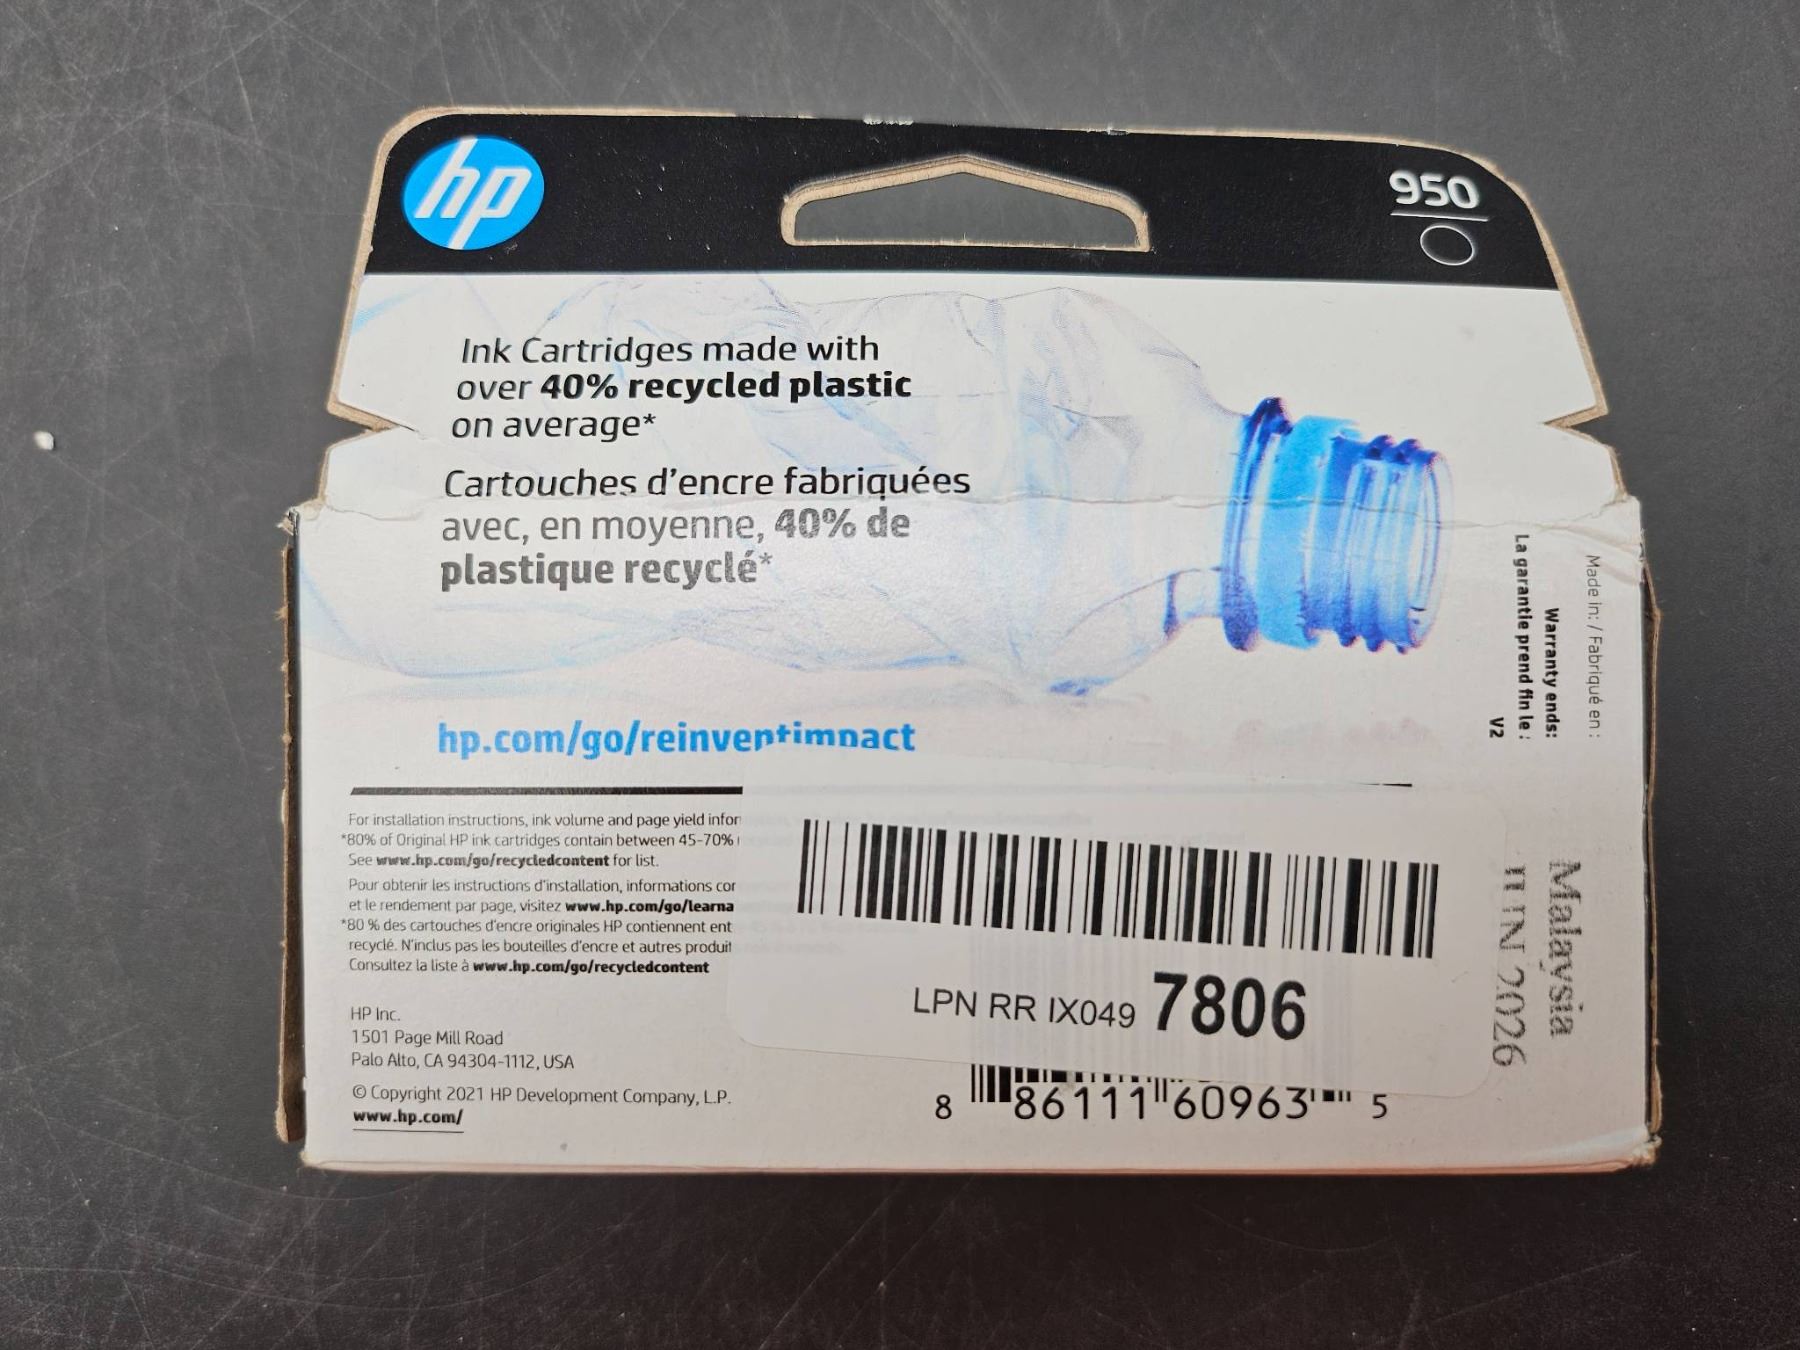 hp
950
Ink Cartridges made with
over 40% recycled plastic
on average*
Cartouches d'encre fabriquées
avec, en moyenne, 40% de
plastique recyclé*
hp.com/go/reinventimpact
For installation instructions, ink volume and page yield infor
*80% of Original HP ink cartridges contain between 45-70%
See www.hp.com/go/recycledcontent for list.
Pour obtenir les instructions d'installation, informations cor
et le rendement par page, visitez www.hp.com/go/learna
*80 % des cartouches d'encre originales HP contiennent ent
recyclé. N'inclus pas les bouteilles d'encre et autres produit
Consultez la liste à www.hp.com/go/recycledcontent
HP Inc.
1501 Page Mill Road
Palo Alto, CA 94304-1112, USA
© Copyright 2021 HP Development Company, L.P.
www.hp.com/
LPN RR IX049 7806
8 86111 60963 5
Made in: / Fabriqué en :
Malaysia
Warranty ends:
La garantie prend fin le :
JUN 2026
V2